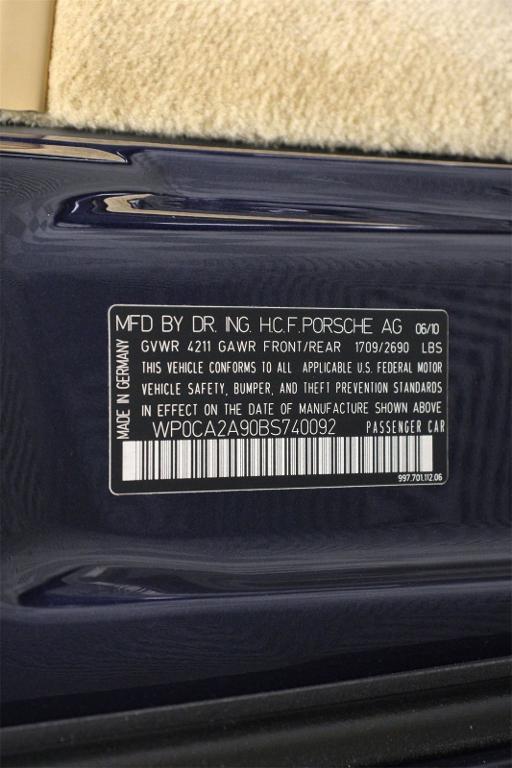 MFD BY DR. ING. H.C.F.PORSCHE AG 06/10
GVWR 4211 GAWR FRONT/REAR 1709/2690 LBS
THIS VEHICLE CONFORMS TO ALL APPLICABLE U.S. FEDERAL MOTOR
VEHICLE SAFETY, BUMPER, AND THEFT PREVENTION STANDARDS
IN EFFECT ON THE DATE OF MANUFACTURE SHOWN ABOVE
WP0CA2A90BS740092 PASSENGER CAR
MADE IN GERMANY
997.701.112.06